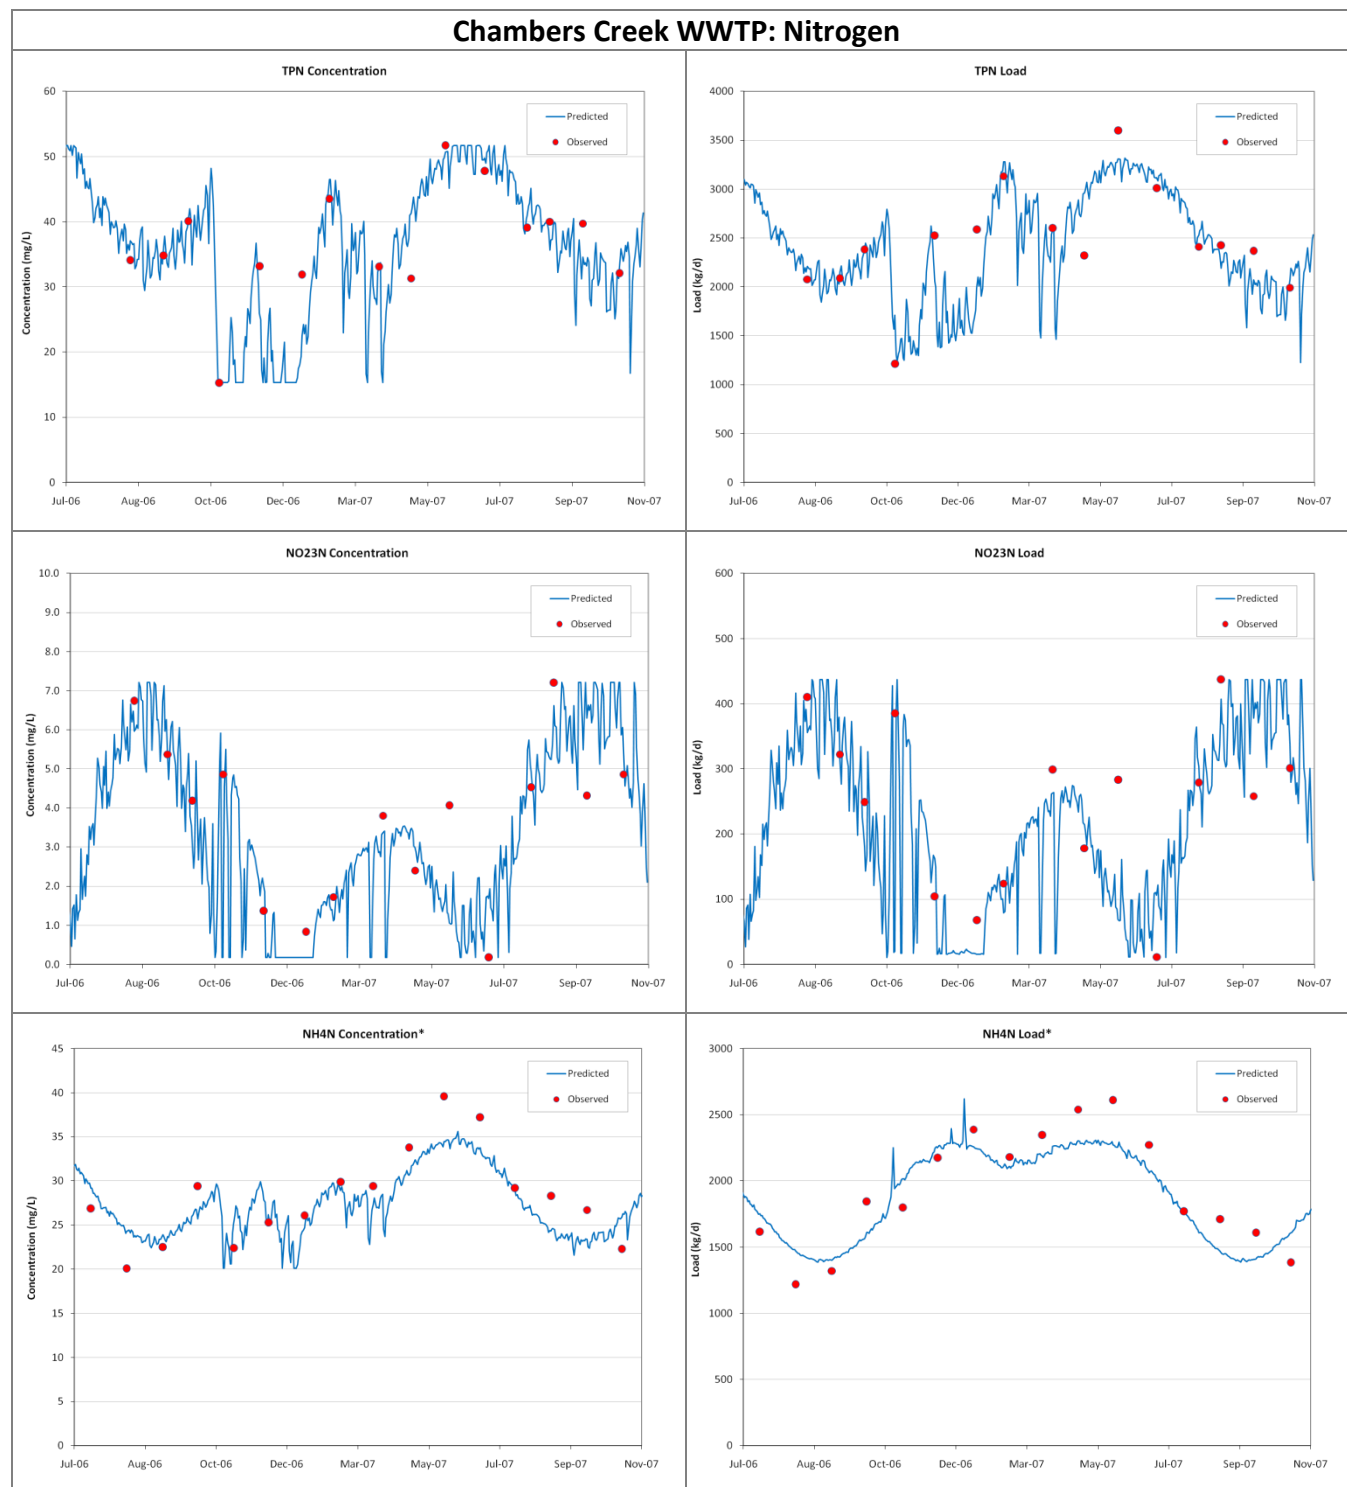 Chambers Creek WWTP: Nitrogen
TPN Concentration
Concentration (mg/L)
60
50
40
30
20
10
0
Jul-06 Aug-06 Oct-06 Dec-06 Mar-07 May-07 Jul-07 Sep-07 Nov-07
Predicted
Observed
TPN Load
Load (kg/d)
4000
3500
3000
2500
2000
1500
1000
500
0
Jul-06 Aug-06 Oct-06 Dec-06 Mar-07 May-07 Jul-07 Sep-07 Nov-07
Predicted
Observed
NO23N Concentration
Concentration (mg/L)
10.0
9.0
8.0
7.0
6.0
5.0
4.0
3.0
2.0
1.0
0.0
Jul-06 Aug-06 Oct-06 Dec-06 Mar-07 May-07 Jul-07 Sep-07 Nov-07
Predicted
Observed
NO23N Load
Load (kg/d)
600
500
400
300
200
100
0
Jul-06 Aug-06 Oct-06 Dec-06 Mar-07 May-07 Jul-07 Sep-07 Nov-07
Predicted
Observed
NH4N Concentration*
Concentration (mg/L)
45
40
35
30
25
20
15
10
5
0
Jul-06 Aug-06 Oct-06 Dec-06 Mar-07 May-07 Jul-07 Sep-07 Nov-07
Predicted
Observed
NH4N Load*
Load (kg/d)
3000
2500
2000
1500
1000
500
0
Jul-06 Aug-06 Oct-06 Dec-06 Mar-07 May-07 Jul-07 Sep-07 Nov-07
Predicted
Observed